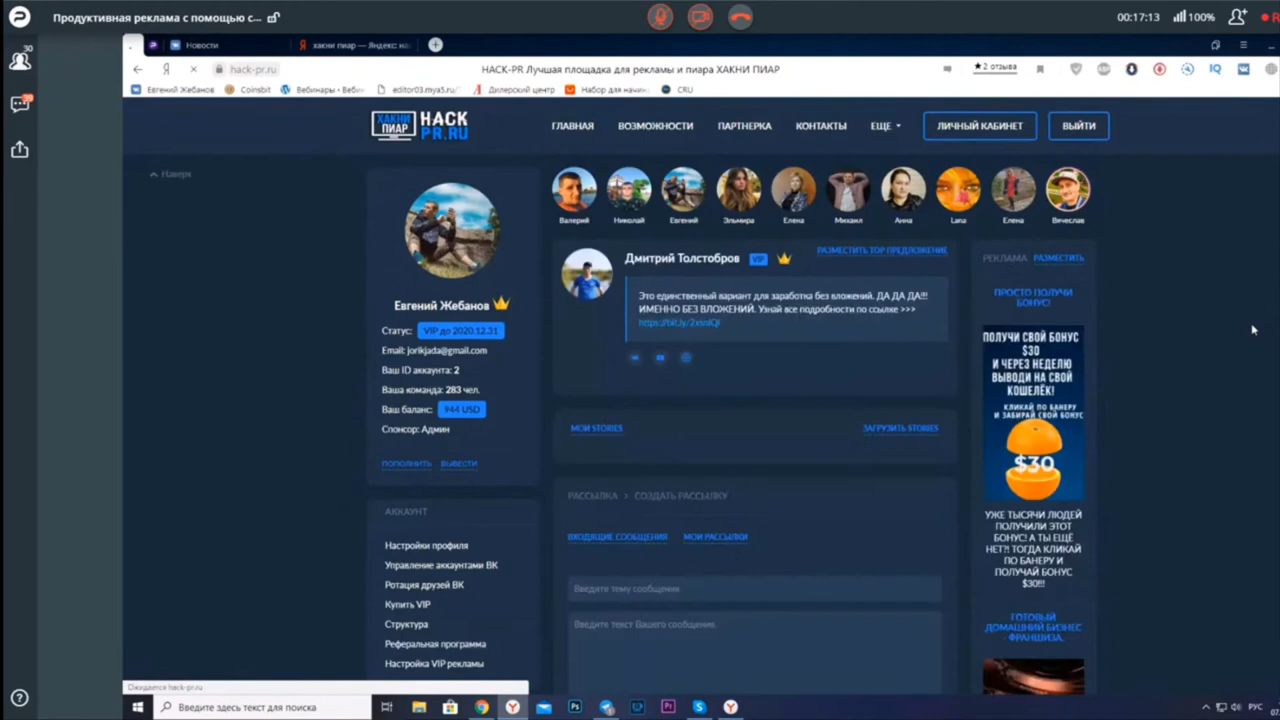 Продуктивная реклама с помощью с...
00:17:13
100%
30
Новости
хакни пиар — Яндекс: на
hack-pr.ru
HACK-PR Лучшая площадка для рекламы и пиара ХАКНИ ПИАР
★ 2 отзыва
IQ
Евгений Жебанов
Coinsbit
Вебинары • Веби
editor03.mya5.ru/
Дилерский центр
Набор для начин
CRU
ХАКНИ ПИАР
HACK PR.RU
ГЛАВНАЯ
ВОЗМОЖНОСТИ
ПАРТНЕРКА
КОНТАКТЫ
ЕЩЕ
ЛИЧНЫЙ КАБИНЕТ
ВЫЙТИ
Наверх
Валерий
Николай
Евгений
Эльмира
Елена
Михаил
Анна
Lana
Елена
Вячеслав
Евгений Жебанов
Статус: VIP до 2020.12.31
Email: jorikjada@gmail.com
Ваш ID аккаунта: 2
Ваша команда: 283 чел.
Ваш баланс: 944 USD
Спонсор: Админ
ПОПОЛНИТЬ
ВЫВЕСТИ
АККАУНТ
Настройки профиля
Управление аккаунтами ВК
Ротация друзей ВК
Купить VIP
Структура
Реферальная программа
Настройка VIP рекламы
РАЗМЕСТИТЬ TOP ПРЕДЛОЖЕНИЕ
Дмитрий Толстобров VIP
Это единственный вариант для заработка без вложений. ДА ДА ДА!!!
ИМЕННО БЕЗ ВЛОЖЕНИЙ. Узнай все подробности по ссылке >>>
МОИ STORIES
ЗАГРУЗИТЬ STORIES
РАССЫЛКА > СОЗДАТЬ РАССЫЛКУ
ВХОДЯЩИЕ СООБЩЕНИЯ
МОИ РАССЫЛКИ
Введите тему сообщения
Введите текст Вашего сообщения.
РЕКЛАМА
РАЗМЕСТИТЬ
ПРОСТО ПОЛУЧИ
БОНУС!
ПОЛУЧИ СВОЙ БОНУС
$30
И ЧЕРЕЗ НЕДЕЛЮ
ВЫВОДИ НА СВОЙ
КОШЕЛЁК!
КЛИКАЙ ПО БАНЕРУ
И ЗАБИРАЙ СВОЙ БОНУС
$30
УЖЕ ТЫСЯЧИ ЛЮДЕЙ
ПОЛУЧИЛИ ЭТОТ
БОНУС! А ТЫ ЕЩЁ
НЕТ?! ТОГДА КЛИКАЙ
ПО БАНЕРУ И
ПОЛУЧАЙ БОНУС
$30!!!
ГОТОВЫЙ
ДОМАШНИЙ БИЗНЕС
- ФРАНШИЗА.
Ожидается hack-pr.ru
Введите здесь текст для поиска
РУС